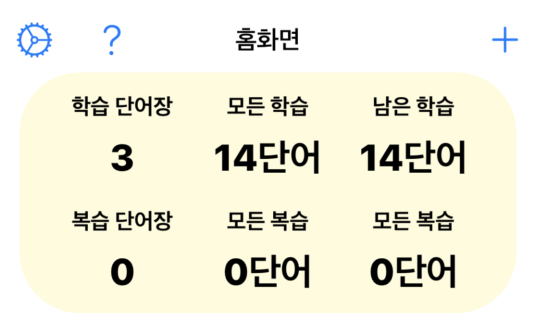 ? 홈화면 +
학습 단어장 모든 학습 남은 학습
3 14단어 14단어
복습 단어장 모든 복습 모든 복습
0 0단어 0단어